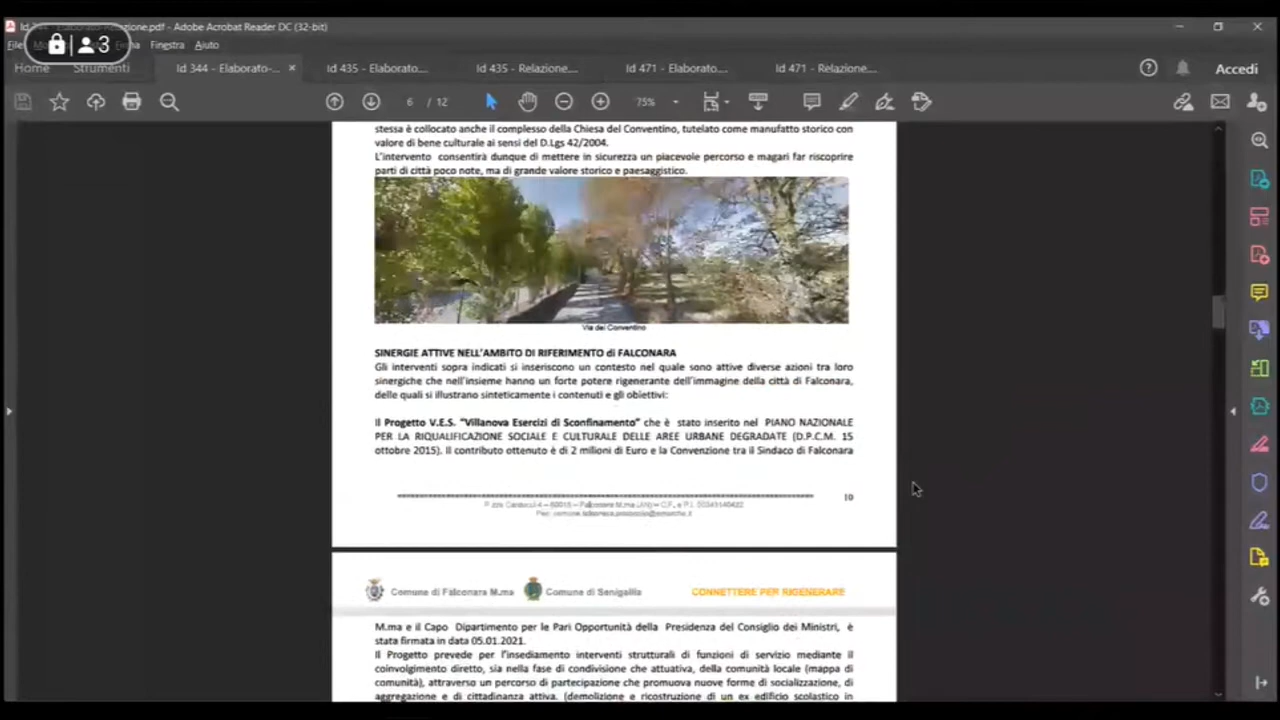 Relazione.pdf - Adobe Acrobat Reader DC (32-bit)
3
Finestra Aiuto
Home Strumenti Id 344 - Elaborato-... × Id 435 - Elaborato.... Id 435 - Relazione.... Id 471 - Elaborato.... Id 471 - Relazione.... Accedi
6 / 12 75%
stessa è collocato anche il complesso della Chiesa del Conventino, tutelato come manufatto storico con
valore di bene culturale ai sensi del D.Lgs 42/2004.
L'intervento consentirà dunque di mettere in sicurezza un piacevole percorso e magari far riscoprire
parti di città poco note, ma di grande valore storico e paesaggistico.
Via del Conventino
SINERGIE ATTIVE NELL'AMBITO DI RIFERIMENTO di FALCONARA
Gli interventi sopra indicati si inseriscono un contesto nel quale sono attive diverse azioni tra loro
sinergiche che nell'insieme hanno un forte potere rigenerante dell'immagine della città di Falconara,
delle quali si illustrano sinteticamente i contenuti e gli obiettivi:
Il Progetto V.E.S. "Villanova Esercizi di Sconfinamento" che è stato inserito nel PIANO NAZIONALE
PER LA RIQUALIFICAZIONE SOCIALE E CULTURALE DELLE AREE URBANE DEGRADATE (D.P.C.M. 15
ottobre 2015). Il contributo ottenuto è di 2 milioni di Euro e la Convenzione tra il Sindaco di Falconara
10
Comune di Falconara M.ma Comune di Senigallia CONNETTERE PER RIGENERARE
M.ma e il Capo Dipartimento per le Pari Opportunità della Presidenza del Consiglio dei Ministri, è
stata firmata in data 05.01.2021.
Il Progetto prevede per l'insediamento interventi strutturali di funzioni di servizio mediante il
coinvolgimento diretto, sia nella fase di condivisione che attuativa, della comunità locale (mappa di
comunità), attraverso un percorso di partecipazione che promuova nuove forme di socializzazione, di
aggregazione e di cittadinanza attiva. (demolizione e ricostruzione di un ex edificio scolastico in